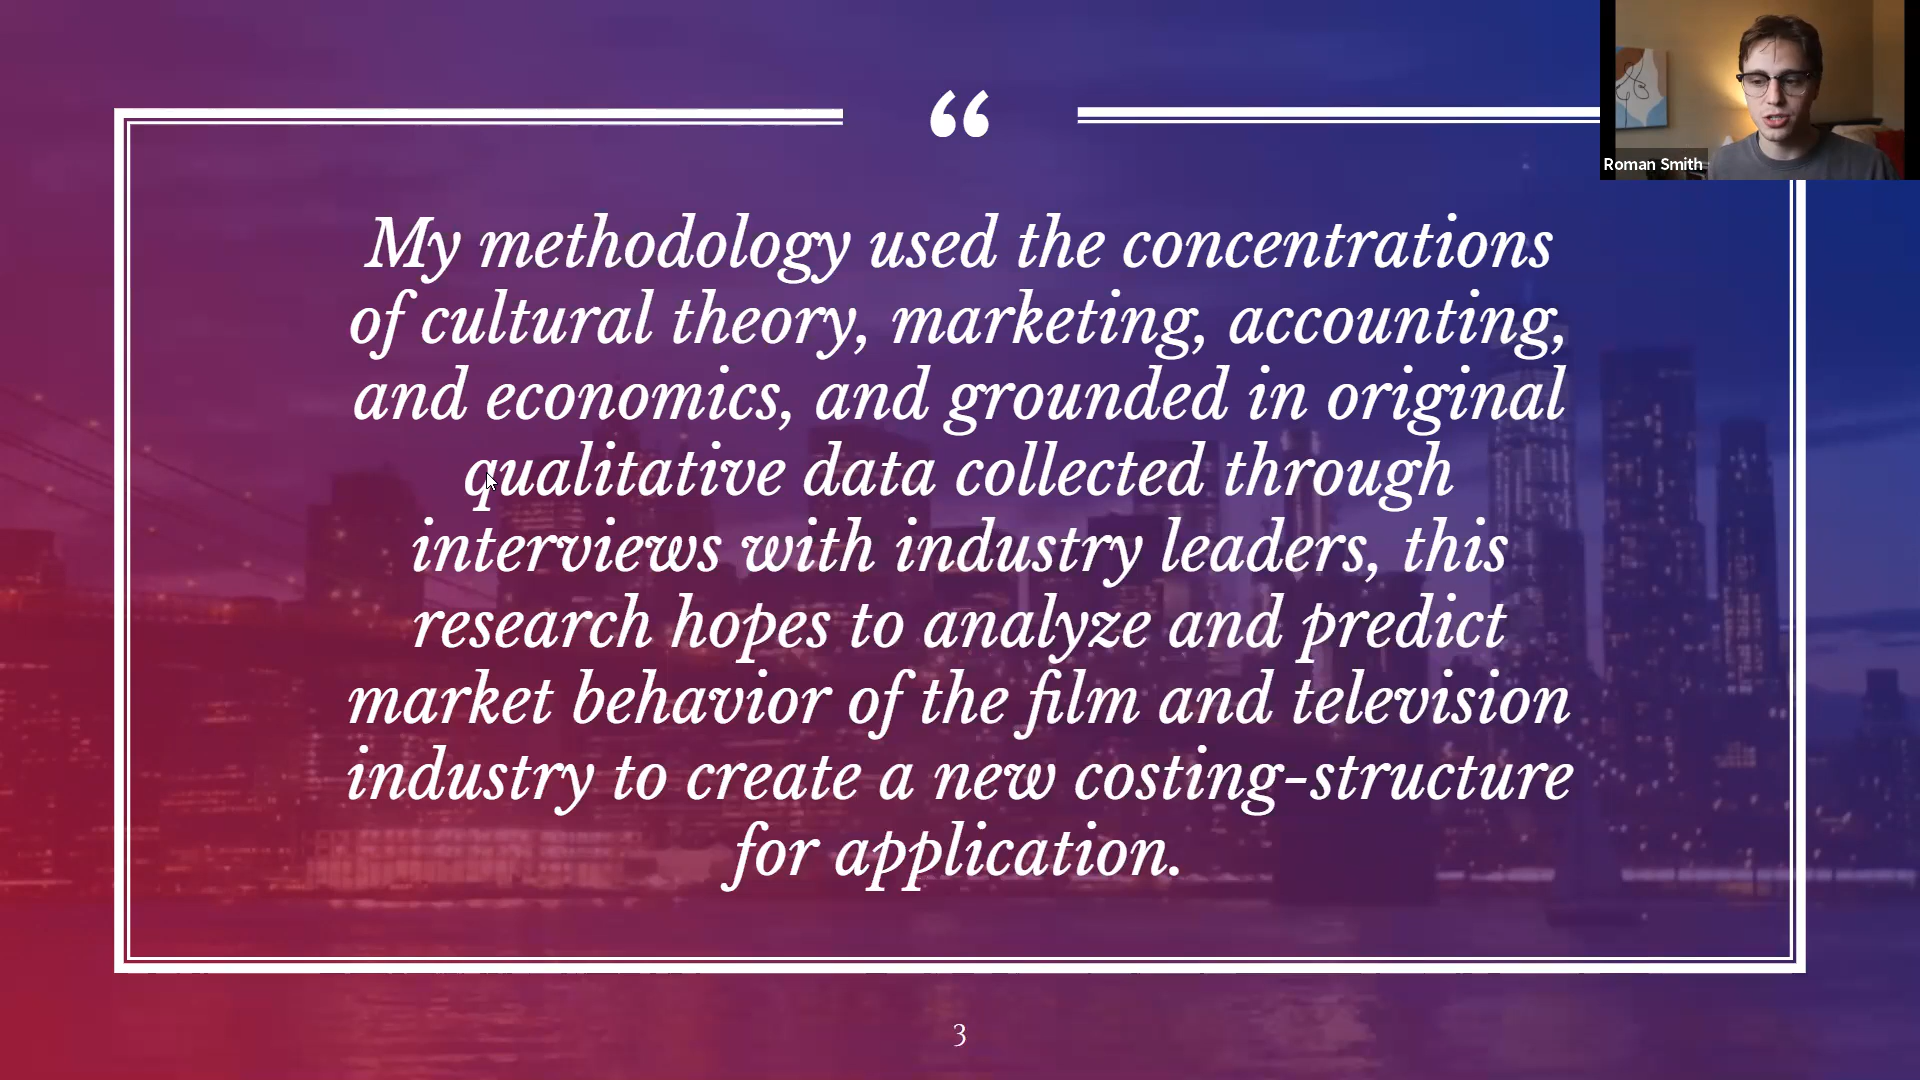 “
Roman Smith
My methodology used the concentrations
of cultural theory, marketing, accounting,
and economics, and grounded in original
qualitative data collected through
interviews with industry leaders, this
research hopes to analyze and predict
market behavior of the film and television
industry to create a new costing-structure
for application.
3